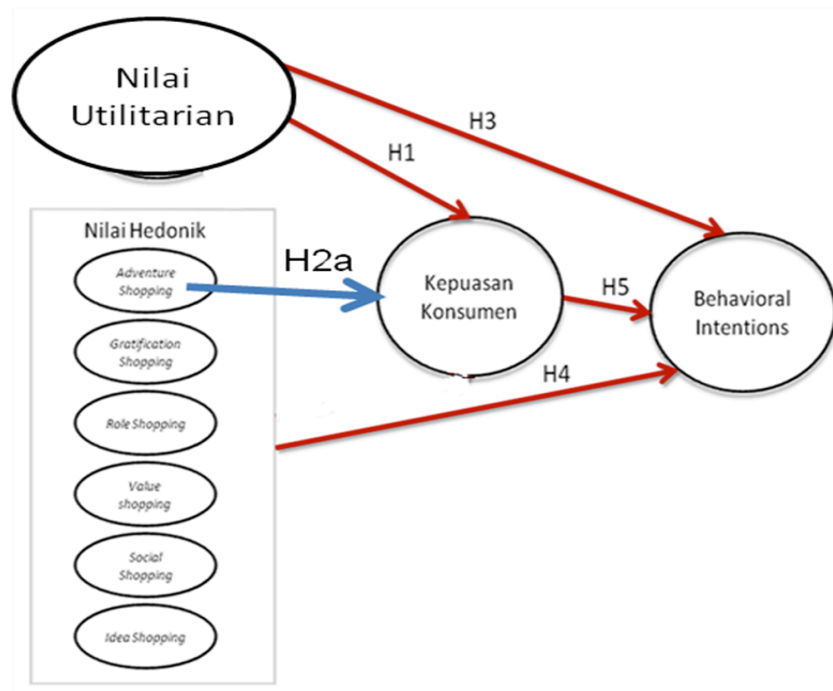 Nilai
Utilitarian
H3
H1
Nilai Hedonik
Adventure
Shopping
H2a
Kepuasan
Konsumen
H5
Behavioral
Intentions
Gratification
Shopping
H4
Role Shopping
Value
shopping
Social
Shopping
Idea Shopping